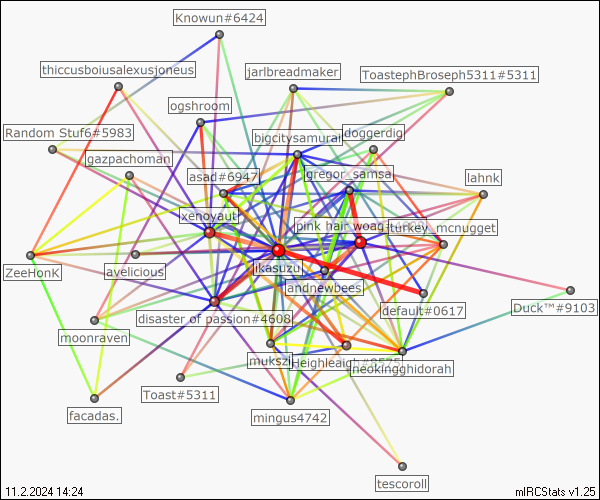 Knowun#6424
thiccusboiusalexusjoneus
jarlbreadmaker
ToastephBroseph5311#5311
ogshroom
Random Stuf6#5983
bigcitysamurai
doggerdig
gazpachoman
asad#6947
gregor_samsa
lahnk
xenoyaut
pink hair woag
turkey_mcnugget
ZeeHonK
avelicious
ikasuzu
andnewbees
default#0617
Duck™#9103
disaster of passion#4608
moonraven
mukszi
Heighleaigh#8575
neokingghidorah
Toast#5311
facadas.
mingus4742
tescoroll
11.2.2024 14:24
mIRCStats v1.25